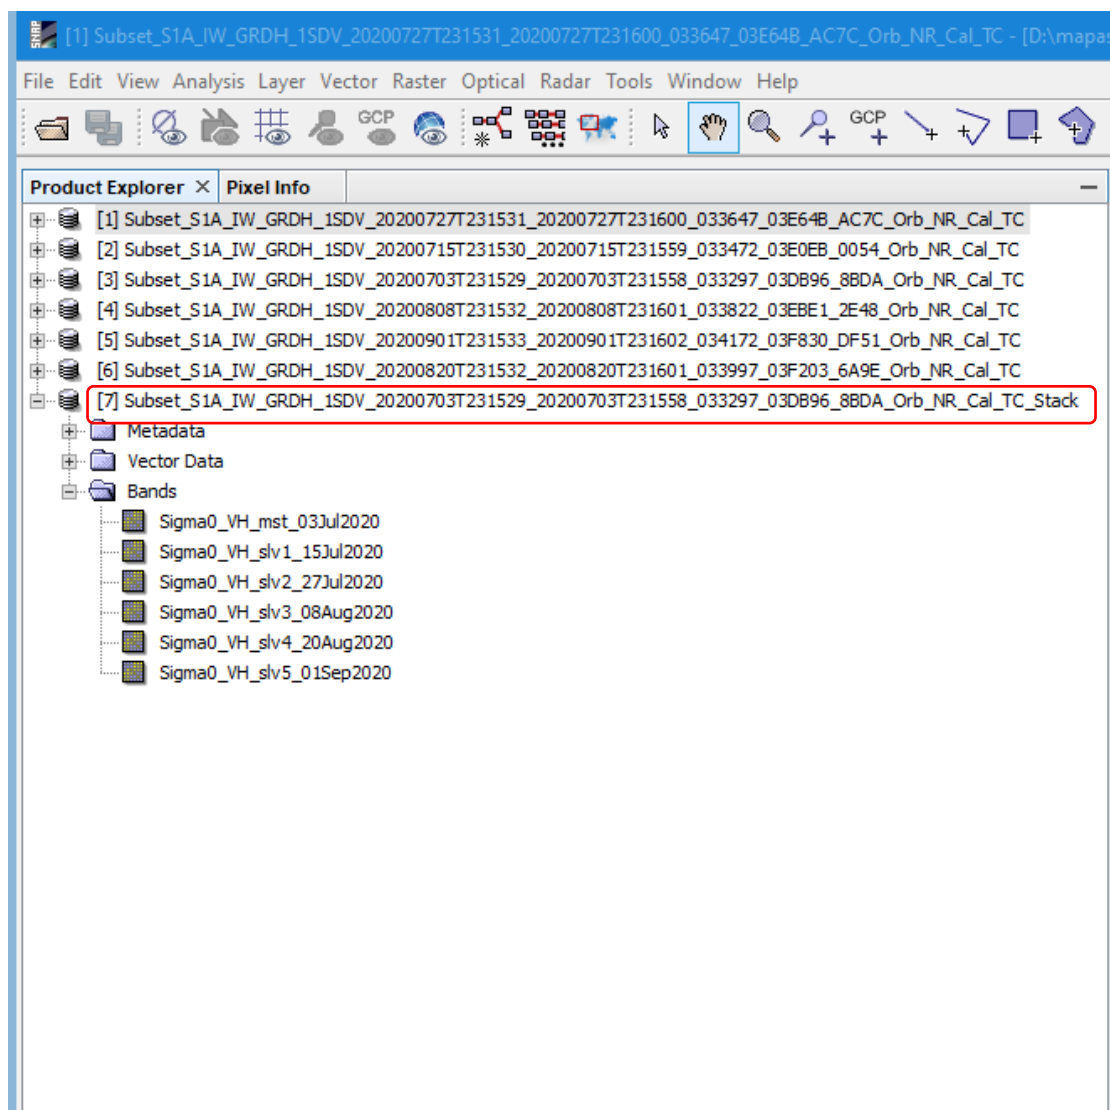 SNAP [1] Subset_S1A_IW_GRDH_1SDV_20200727T231531_20200727T231600_033647_03E64B_AC7C_Orb_NR_Cal_TC - [D:\mapas
File Edit View Analysis Layer Vector Raster Optical Radar Tools Window Help
GCP GCP
Product Explorer × Pixel Info
[1] Subset_S1A_IW_GRDH_1SDV_20200727T231531_20200727T231600_033647_03E64B_AC7C_Orb_NR_Cal_TC
[2] Subset_S1A_IW_GRDH_1SDV_20200715T231530_20200715T231559_033472_03E0EB_0054_Orb_NR_Cal_TC
[3] Subset_S1A_IW_GRDH_1SDV_20200703T231529_20200703T231558_033297_03DB96_8BDA_Orb_NR_Cal_TC
[4] Subset_S1A_IW_GRDH_1SDV_20200808T231532_20200808T231601_033822_03EBE1_2E48_Orb_NR_Cal_TC
[5] Subset_S1A_IW_GRDH_1SDV_20200901T231533_20200901T231602_034172_03F830_DF51_Orb_NR_Cal_TC
[6] Subset_S1A_IW_GRDH_1SDV_20200820T231532_20200820T231601_033997_03F203_6A9E_Orb_NR_Cal_TC
[7] Subset_S1A_IW_GRDH_1SDV_20200703T231529_20200703T231558_033297_03DB96_8BDA_Orb_NR_Cal_TC_Stack
Metadata
Vector Data
Bands
Sigma0_VH_mst_03Jul2020
Sigma0_VH_slv1_15Jul2020
Sigma0_VH_slv2_27Jul2020
Sigma0_VH_slv3_08Aug2020
Sigma0_VH_slv4_20Aug2020
Sigma0_VH_slv5_01Sep2020